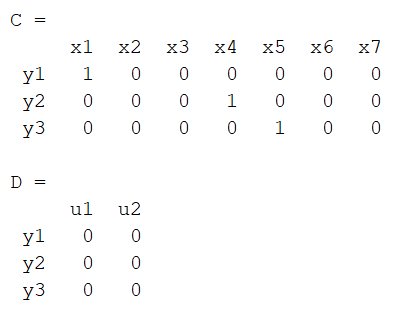 C =
x1 x2 x3 x4 x5 x6 x7
y1 1 0 0 0 0 0 0
y2 0 0 0 1 0 0 0
y3 0 0 0 0 1 0 0
D =
u1 u2
y1 0 0
y2 0 0
y3 0 0